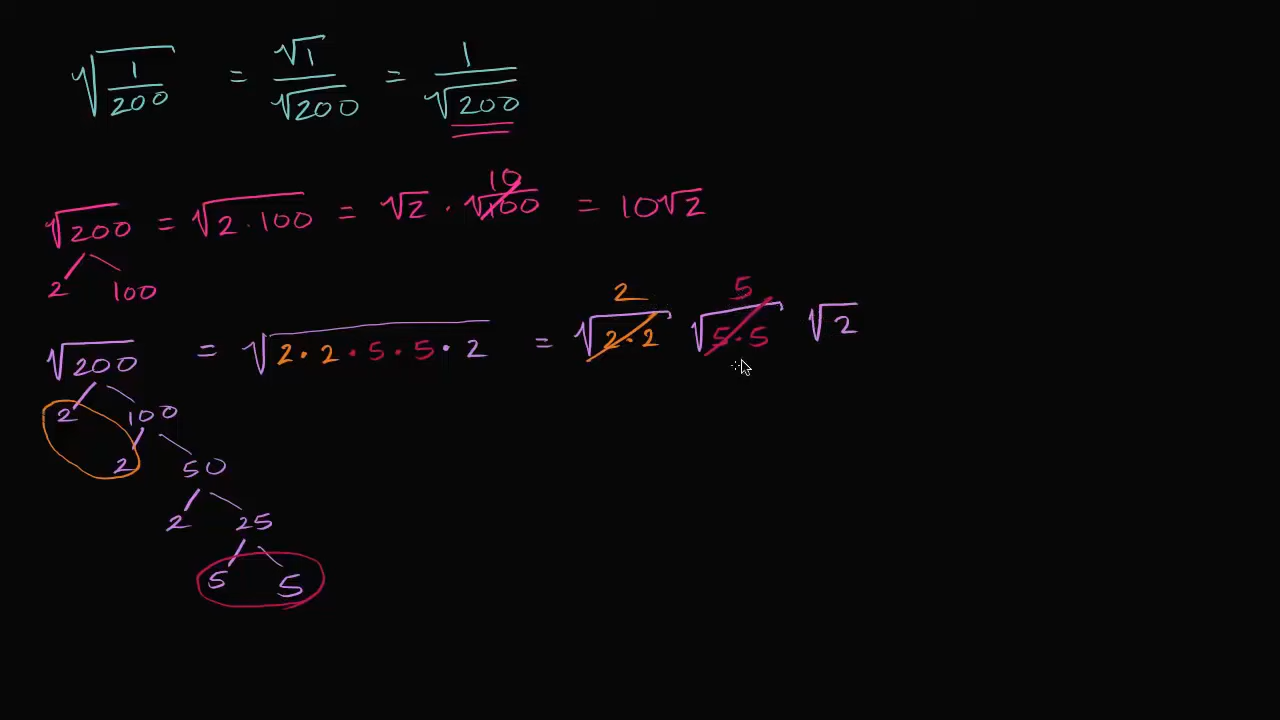 √(1/200) = √1/√200 = 1/√200
√200 = √(2·100) = √2 · √100 10 = 10√2
2 100
2 5
√200 = √(2·2·5·5·2) = √(2·2) √(5·5) √2
2 100
2 50
2 25
5 5